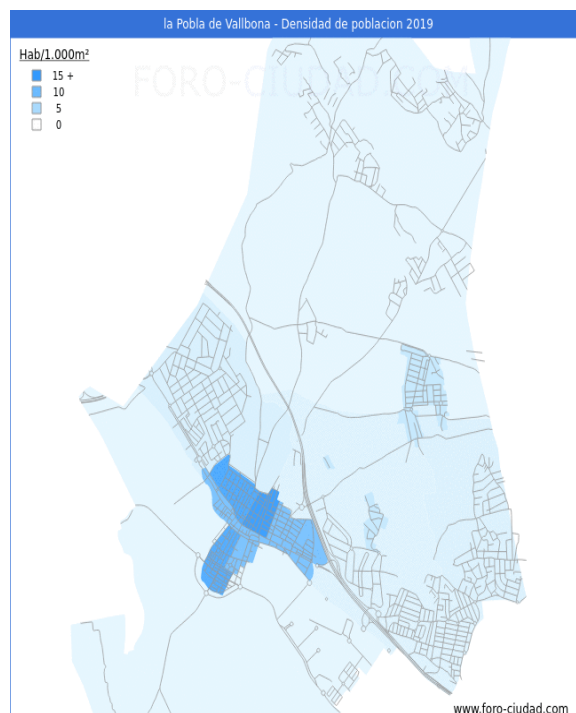 la Pobla de Vallbona - Densidad de poblacion 2019
Hab/1.000m²
15 +
10
5
0
FORO-CIUDAD.COM
www.foro-ciudad.com